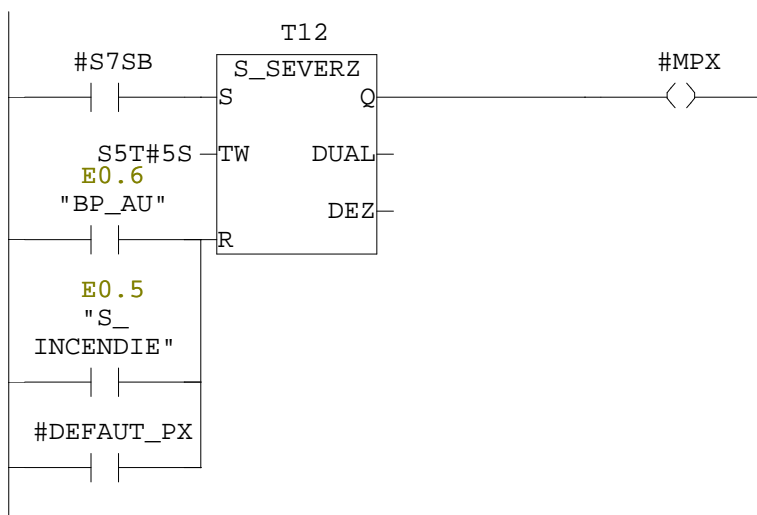 T12
#S7SB
S_SEVERZ
#MPX
S
Q
S5T#5S
TW
DUAL
E0.6
"BP_AU"
DEZ
R
E0.5
"S_
INCENDIE"
#DEFAUT_PX